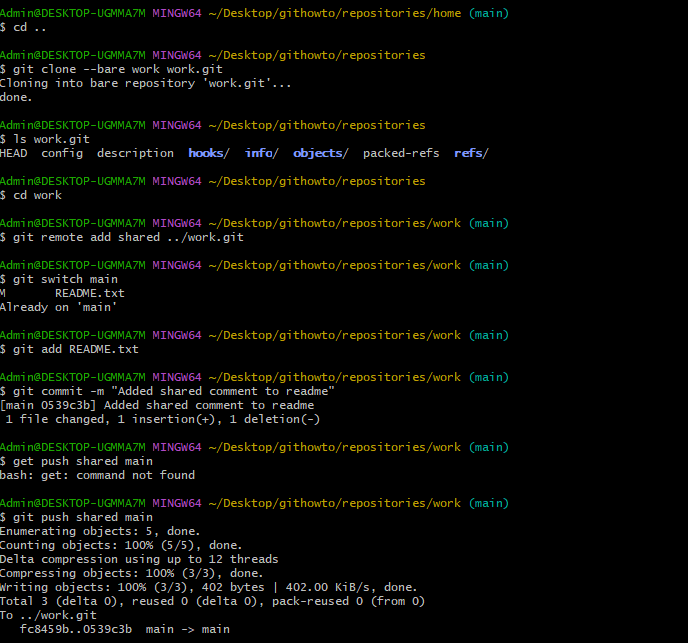 Admin@DESKTOP-UGMMA7M MINGW64 ~/Desktop/githowto/repositories/home (main)
$ cd ..
Admin@DESKTOP-UGMMA7M MINGW64 ~/Desktop/githowto/repositories
$ git clone --bare work work.git
Cloning into bare repository 'work.git'...
done.
Admin@DESKTOP-UGMMA7M MINGW64 ~/Desktop/githowto/repositories
$ ls work.git
HEAD  config  description  hooks/  info/  objects/  packed-refs  refs/
Admin@DESKTOP-UGMMA7M MINGW64 ~/Desktop/githowto/repositories
$ cd work
Admin@DESKTOP-UGMMA7M MINGW64 ~/Desktop/githowto/repositories/work (main)
$ git remote add shared ../work.git
Admin@DESKTOP-UGMMA7M MINGW64 ~/Desktop/githowto/repositories/work (main)
$ git switch main
M       README.txt
Already on 'main'
Admin@DESKTOP-UGMMA7M MINGW64 ~/Desktop/githowto/repositories/work (main)
$ git add README.txt
Admin@DESKTOP-UGMMA7M MINGW64 ~/Desktop/githowto/repositories/work (main)
$ git commit -m "Added shared comment to readme"
[main 0539c3b] Added shared comment to readme
 1 file changed, 1 insertion(+), 1 deletion(-)
Admin@DESKTOP-UGMMA7M MINGW64 ~/Desktop/githowto/repositories/work (main)
$ get push shared main
bash: get: command not found
Admin@DESKTOP-UGMMA7M MINGW64 ~/Desktop/githowto/repositories/work (main)
$ git push shared main
Enumerating objects: 5, done.
Counting objects: 100% (5/5), done.
Delta compression using up to 12 threads
Compressing objects: 100% (3/3), done.
Writing objects: 100% (3/3), 402 bytes | 402.00 KiB/s, done.
Total 3 (delta 0), reused 0 (delta 0), pack-reused 0 (from 0)
To ../work.git
   fc8459b..0539c3b  main -> main